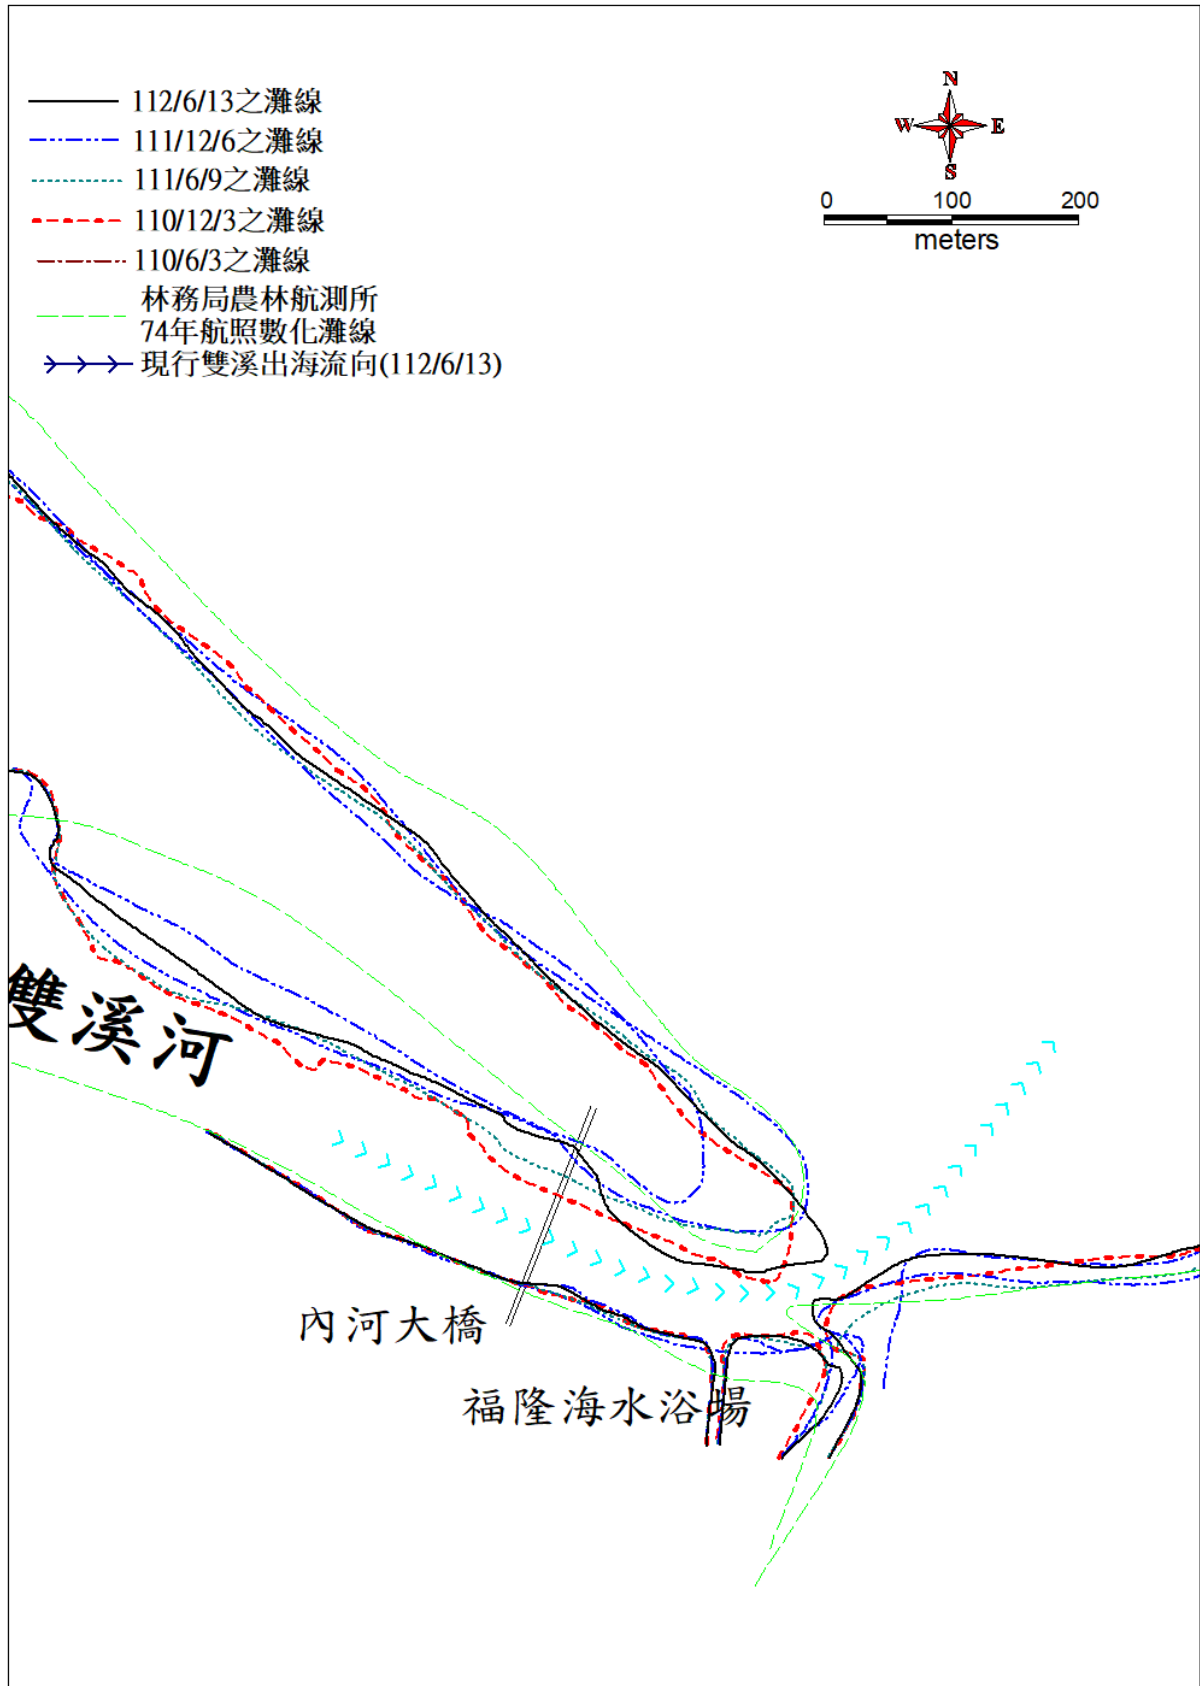 112/6/13之灘線
111/12/6之灘線
111/6/9之灘線
110/12/3之灘線
110/6/3之灘線
林務局農林航測所
74年航照數化灘線
現行雙溪出海流向(112/6/13)
N
W E
S
0 100 200
meters
雙溪河
內河大橋
福隆海水浴場